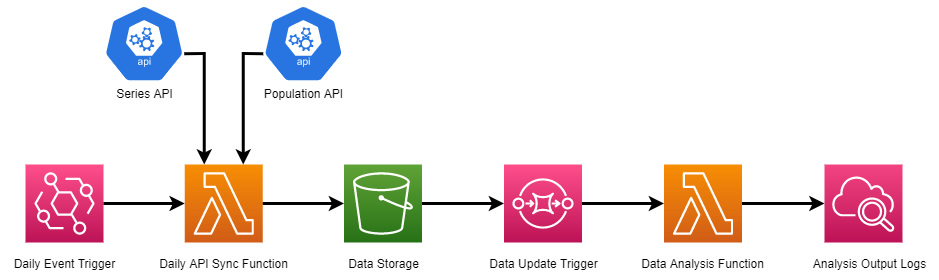 api
api
Series API
Population API
Daily Event Trigger
Daily API Sync Function
Data Storage
Data Update Trigger
Data Analysis Function
Analysis Output Logs